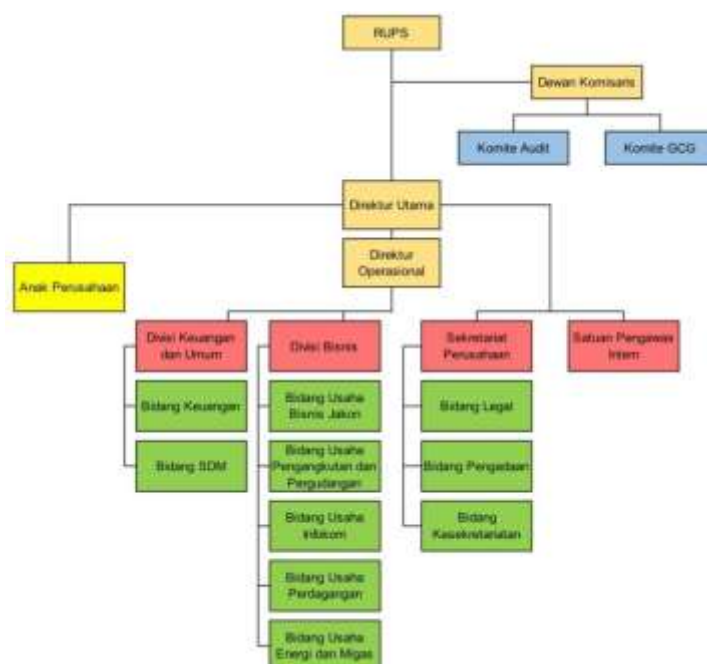 RUPS
Dewan Komisaris
Komite Audit
Komite GCG
Direktur Utama
Direktur
Operasional
Anak Perusahaan
Divisi Keuangan
dan Umum
Divisi Bisnis
Sekretariat
Perusahaan
Satuan Pengawas
Intern
Bidang Keuangan
Bidang SDM
Bidang Usaha
Bisnis Jakon
Bidang Usaha
Pengangkutan dan
Pergudangan
Bidang Usaha
Infokom
Bidang Usaha
Perdagangan
Bidang Usaha
Energi dan Migas
Bidang Legal
Bidang Pengadaan
Bidang
Kesekretariatan